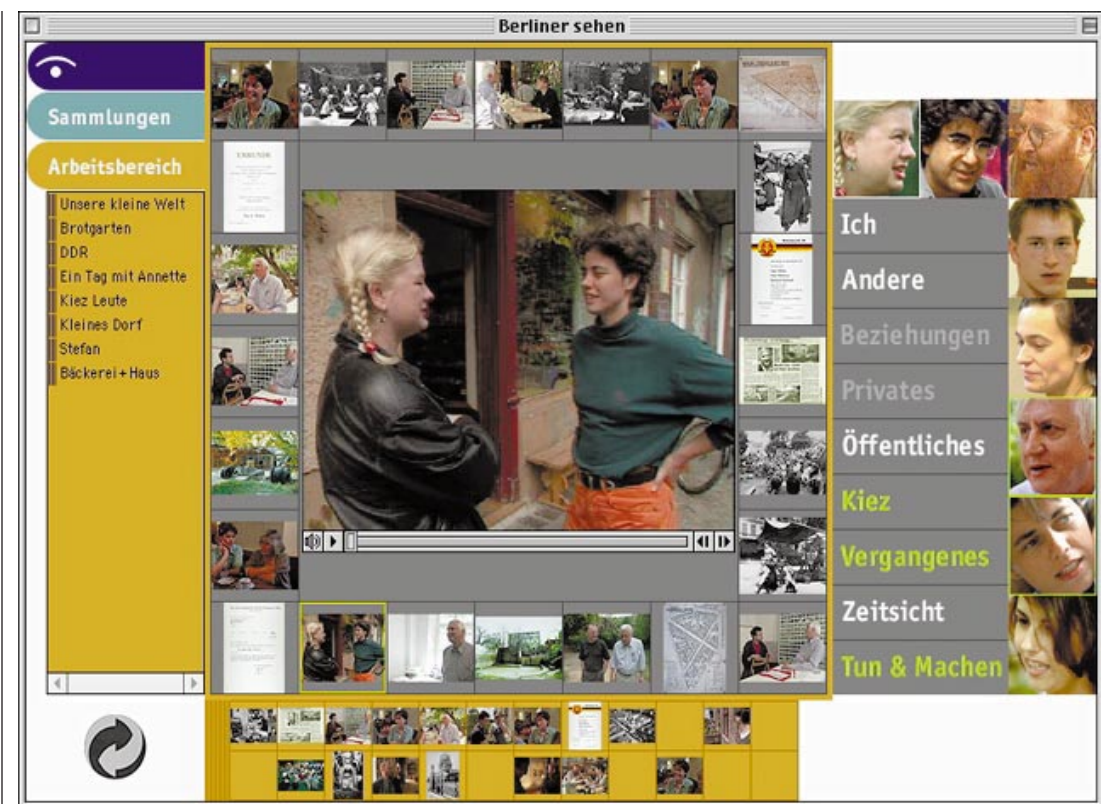 Berliner sehen
Sammlungen
Arbeitsbereich
Unsere kleine Welt
Brotgarten
DDR
Ein Tag mit Annette
Kiez Leute
Kleines Dorf
Stefan
Bäckerei+Haus
URKUNDE
Ich
Andere
Beziehungen
Privates
Öffentliches
Kiez
Vergangenes
Zeitsicht
Tun & Machen